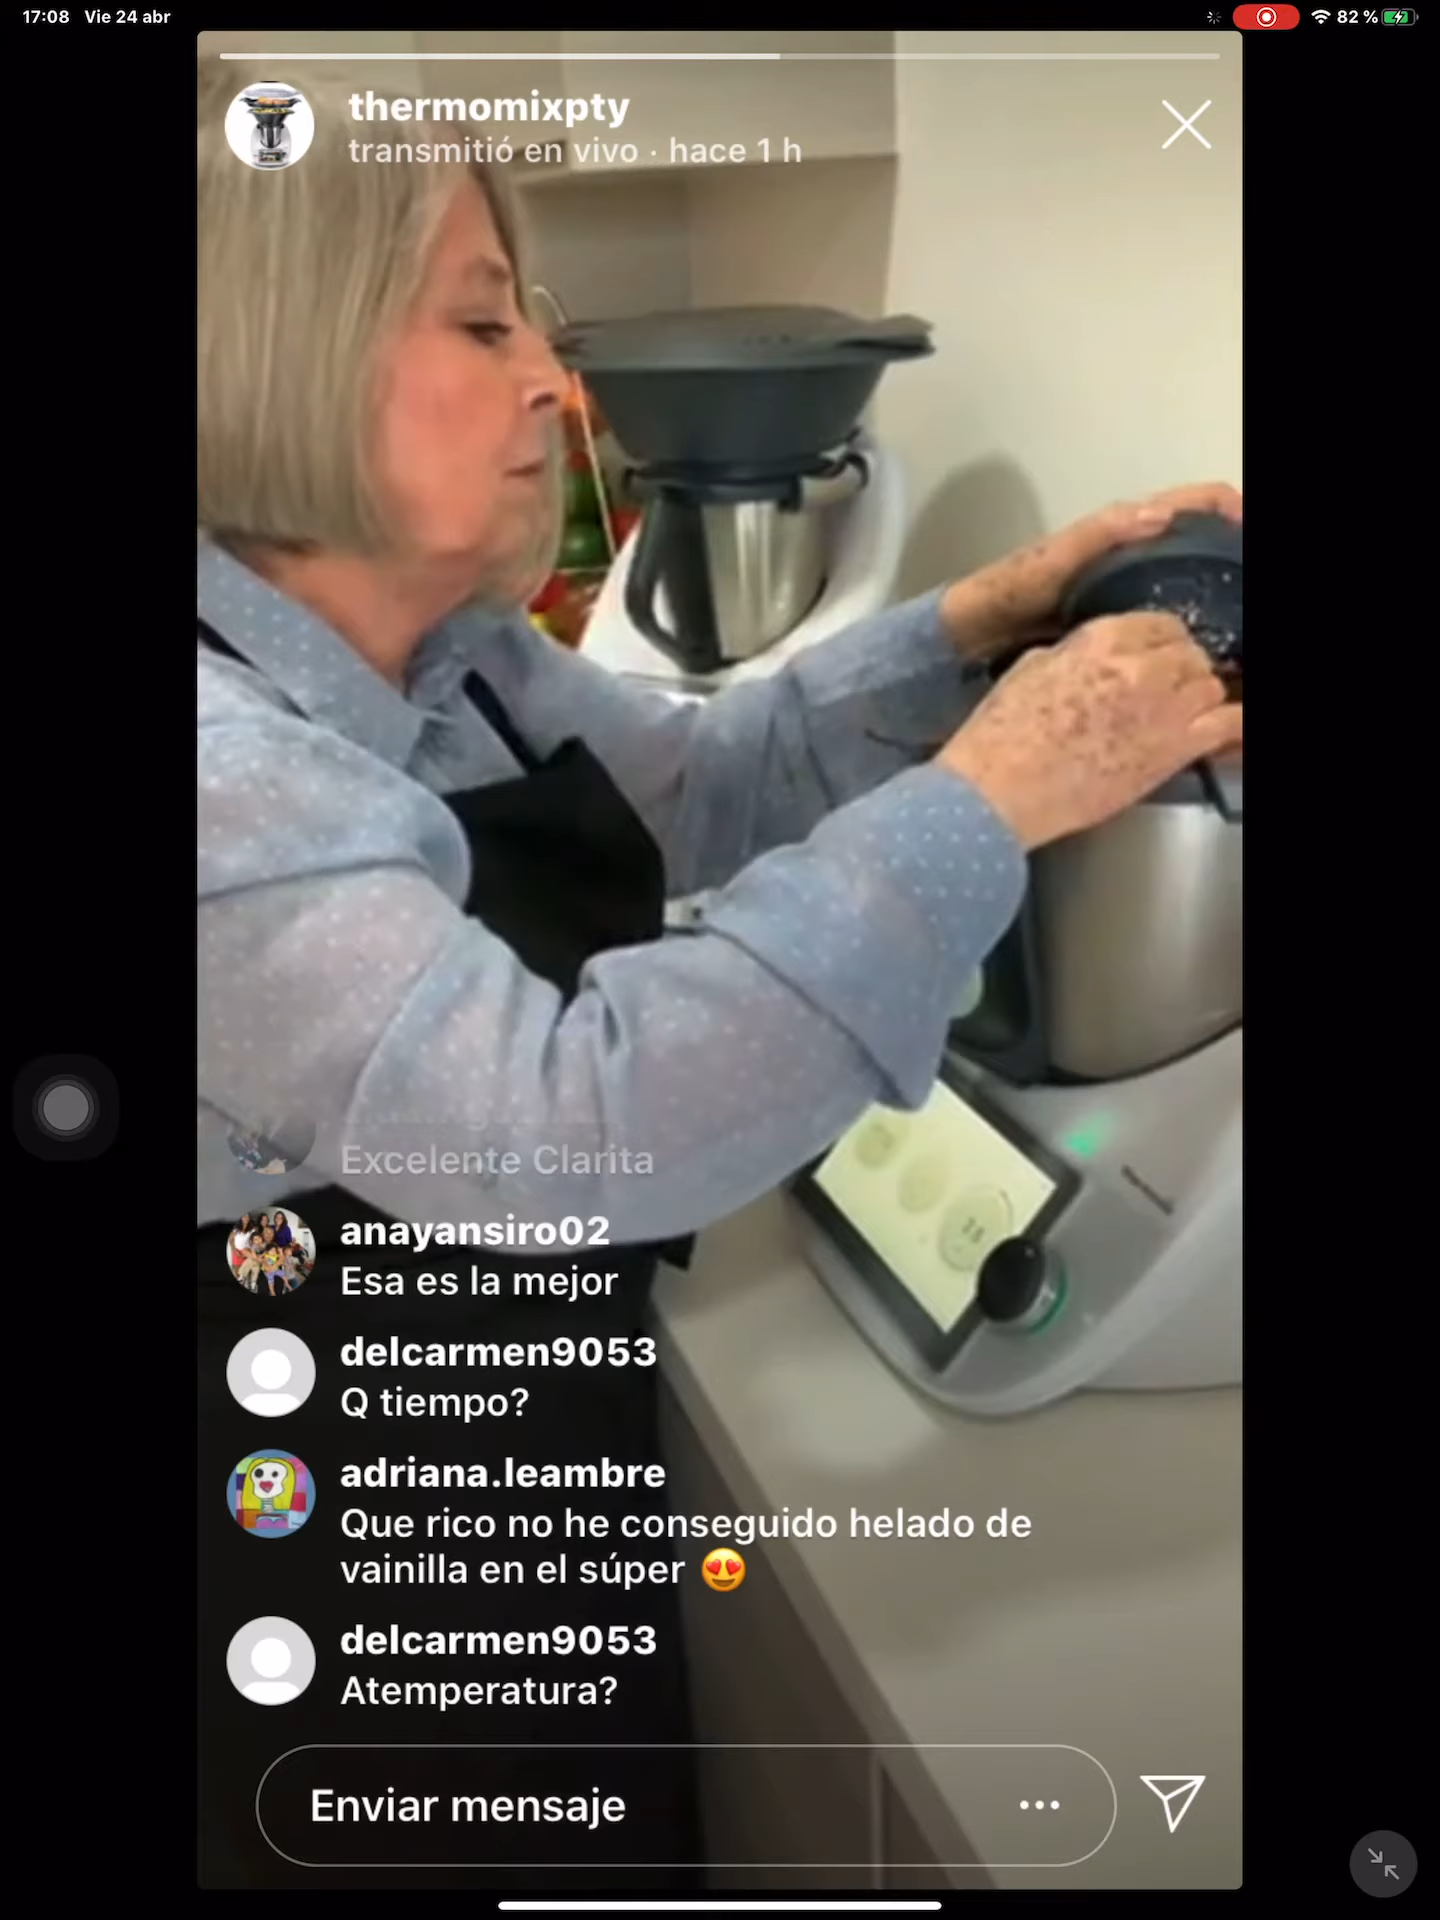 17:08 Vie 24 abr
82 %
thermomixpty
transmitió en vivo · hace 1 h
Excelente Clarita
anayansiro02
Esa es la mejor
delcarmen9053
Q tiempo?
adriana.leambre
Que rico no he conseguido helado de
vainilla en el súper 😍
delcarmen9053
Atemperatura?
Enviar mensaje